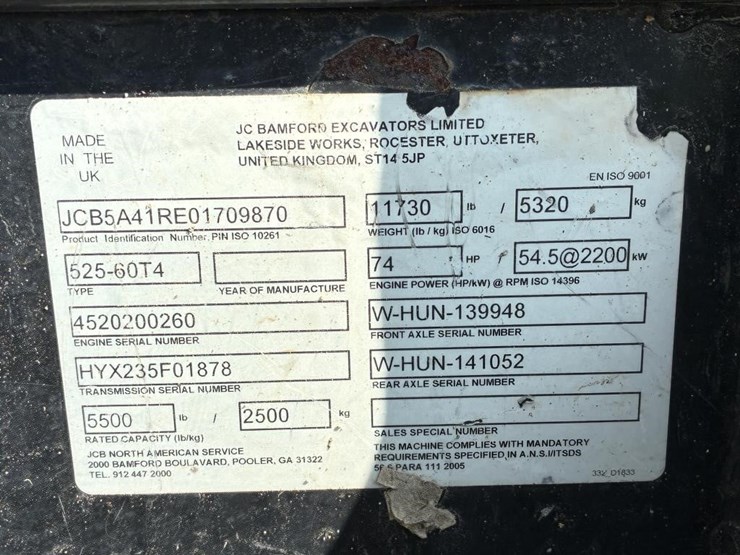 MADE
IN THE
UK
JC BAMFORD EXCAVATORS LIMITED
LAKESIDE WORKS, ROCESTER, UTTOXETER,
UNITED KINGDOM, ST14 5JP
EN ISO 9001
JCB5A41RE01709870
Product Identification Number, PIN ISO 10261
11730 lb / 5320 kg
WEIGHT (lb / kg) ISO 6016
525-60T4
TYPE
YEAR OF MANUFACTURE
74 HP / 54.5@2200 kW
ENGINE POWER (HP/kW) @ RPM ISO 14396
4520200260
ENGINE SERIAL NUMBER
W-HUN-139948
FRONT AXLE SERIAL NUMBER
HYX235F01878
TRANSMISSION SERIAL NUMBER
W-HUN-141052
REAR AXLE SERIAL NUMBER
5500 lb / 2500 kg
RATED CAPACITY (lb/kg)
SALES SPECIAL NUMBER
JCB NORTH AMERICAN SERVICE
2000 BAMFORD BOULAVARD, POOLER, GA 31322
TEL. 912 447 2000
THIS MACHINE COMPLIES WITH MANDATORY
REQUIREMENTS SPECIFIED IN A.N.S.I/ITSDS
PARA 111 2005